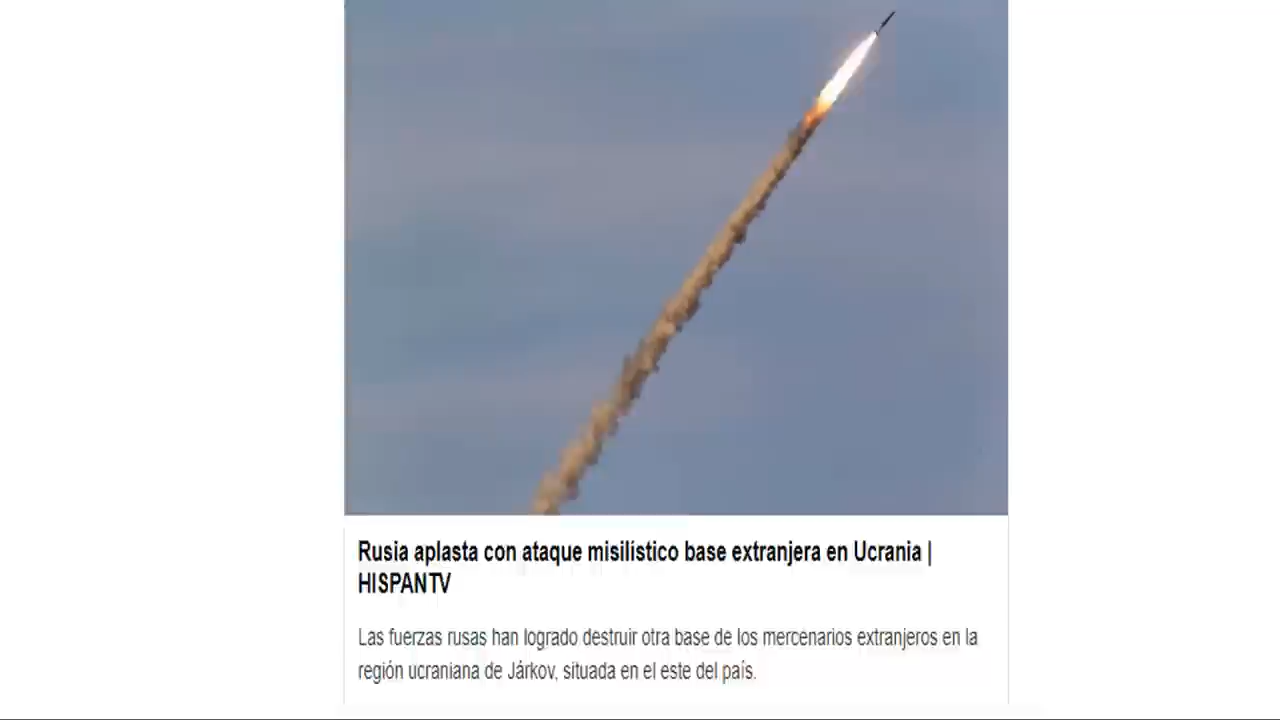 Rusia aplasta con ataque misilístico base extranjera en Ucrania |
HISPANTV
Las fuerzas rusas han logrado destruir otra base de los mercenarios extranjeros en la
región ucraniana de Járkov, situada en el este del país.